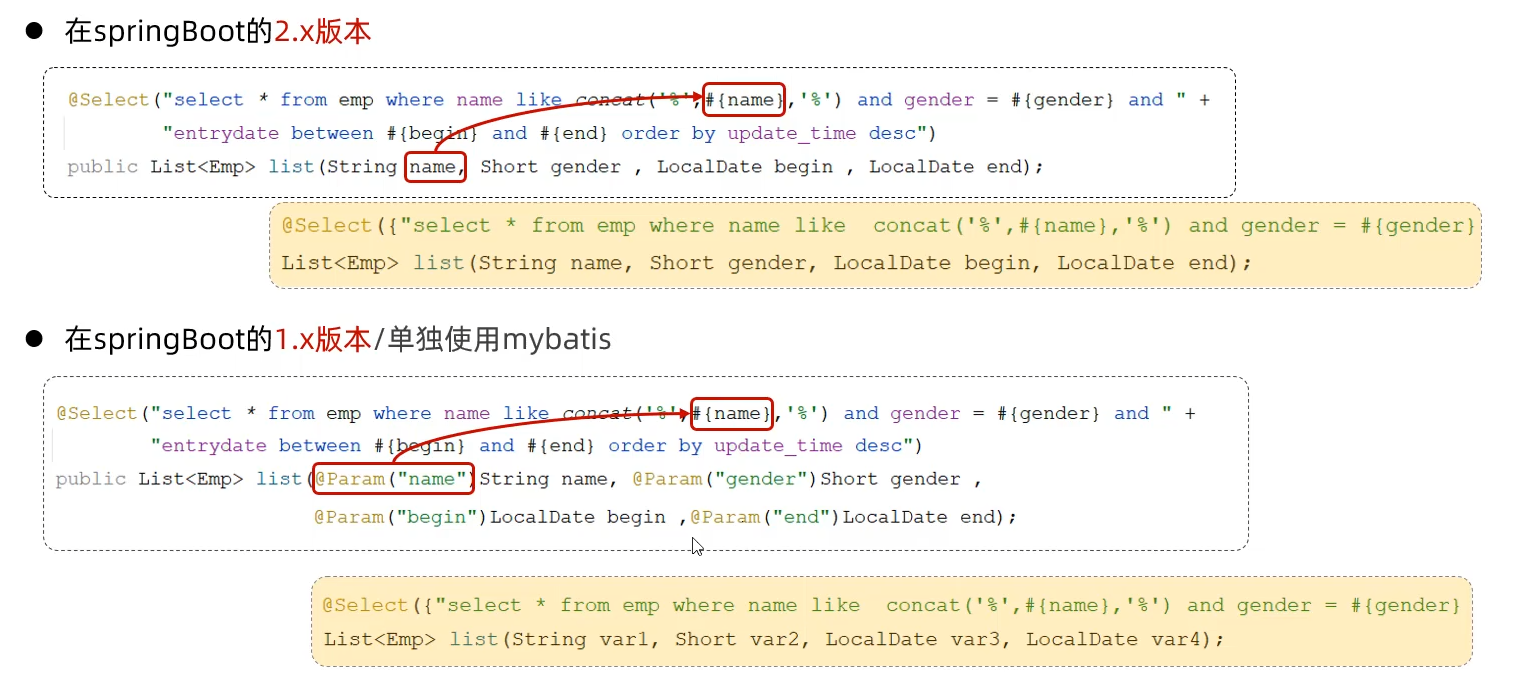 在springBoot的2.x版本
@Select("select * from emp where name like concat('%',#{name},'%') and gender = #{gender} and " +
"entrydate between #{begin} and #{end} order by update_time desc")
public List<Emp> list(String name, Short gender , LocalDate begin , LocalDate end);
@Select({"select * from emp where name like  concat('%',#{name},'%') and gender = #{gender}
List<Emp> list(String name, Short gender, LocalDate begin, LocalDate end);
在springBoot的1.x版本/单独使用mybatis
@Select("select * from emp where name like concat('%',#{name},'%') and gender = #{gender} and " +
"entrydate between #{begin} and #{end} order by update_time desc")
public List<Emp> list(@Param("name")String name, @Param("gender")Short gender ,
@Param("begin")LocalDate begin ,@Param("end")LocalDate end);
@Select({"select * from emp where name like  concat('%',#{name},'%') and gender = #{gender}
List<Emp> list(String var1, Short var2, LocalDate var3, LocalDate var4);